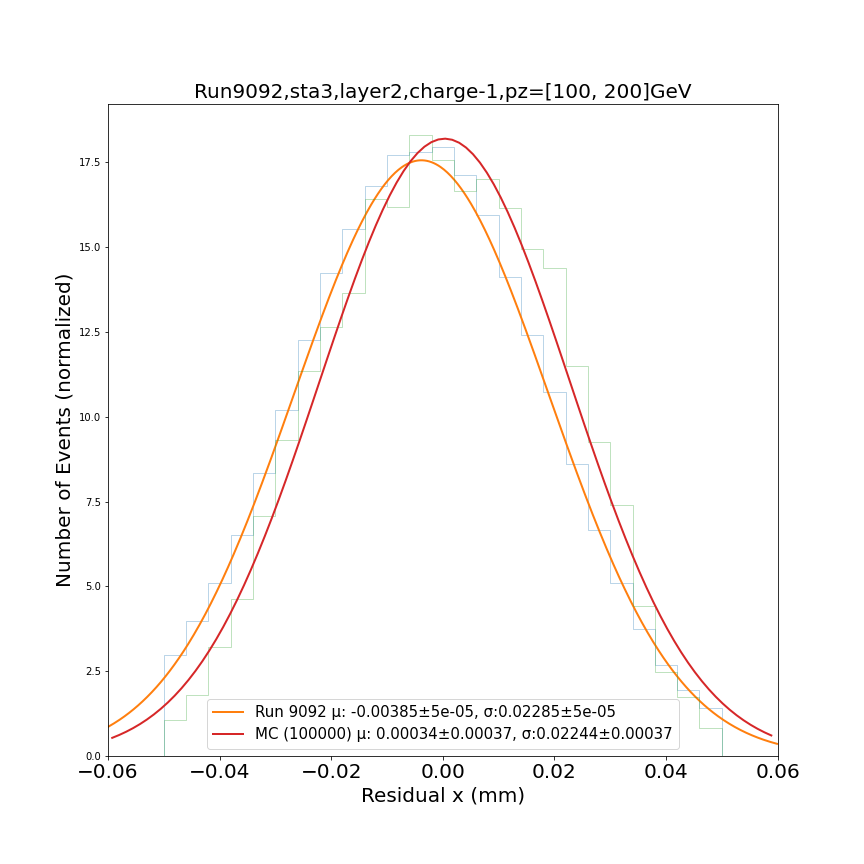 Run9092,sta3,layer2,charge-1,pz=[100, 200]GeV
Number of Events (normalized)
17.5
15.0
12.5
10.0
7.5
5.0
2.5
0.0
Run 9092 μ: -0.00385±5e-05, σ:0.02285±5e-05
MC (100000) μ: 0.00034±0.00037, σ:0.02244±0.00037
−0.06 −0.04 −0.02 0.00 0.02 0.04 0.06
Residual x (mm)